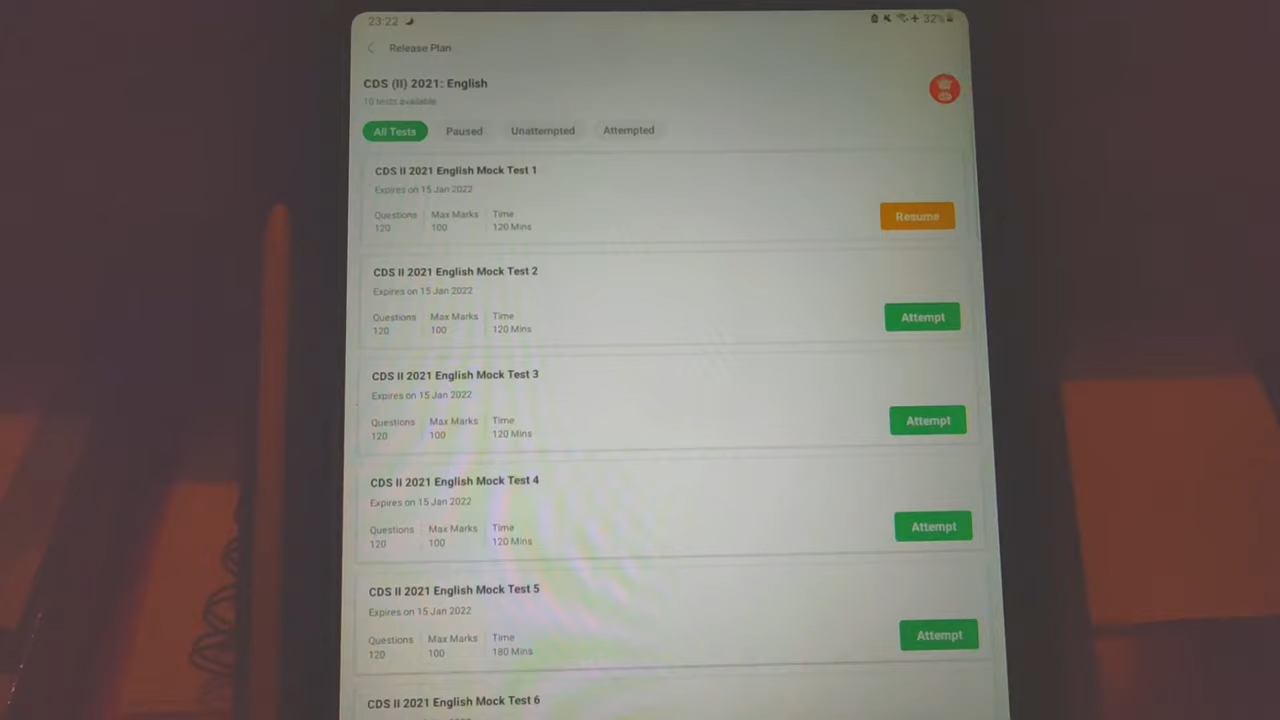 23:22
32%
Release Plan
CDS (II) 2021: English
10 tests available
All Tests Paused Unattempted Attempted
CDS II 2021 English Mock Test 1
Expires on 15 Jan 2022
Questions Max Marks Time
120 100 120 Mins
Resume
CDS II 2021 English Mock Test 2
Expires on 15 Jan 2022
Questions Max Marks Time
120 100 120 Mins
Attempt
CDS II 2021 English Mock Test 3
Expires on 15 Jan 2022
Questions Max Marks Time
120 100 120 Mins
Attempt
CDS II 2021 English Mock Test 4
Expires on 15 Jan 2022
Questions Max Marks Time
120 100 120 Mins
Attempt
CDS II 2021 English Mock Test 5
Expires on 15 Jan 2022
Questions Max Marks Time
120 100 180 Mins
Attempt
CDS II 2021 English Mock Test 6